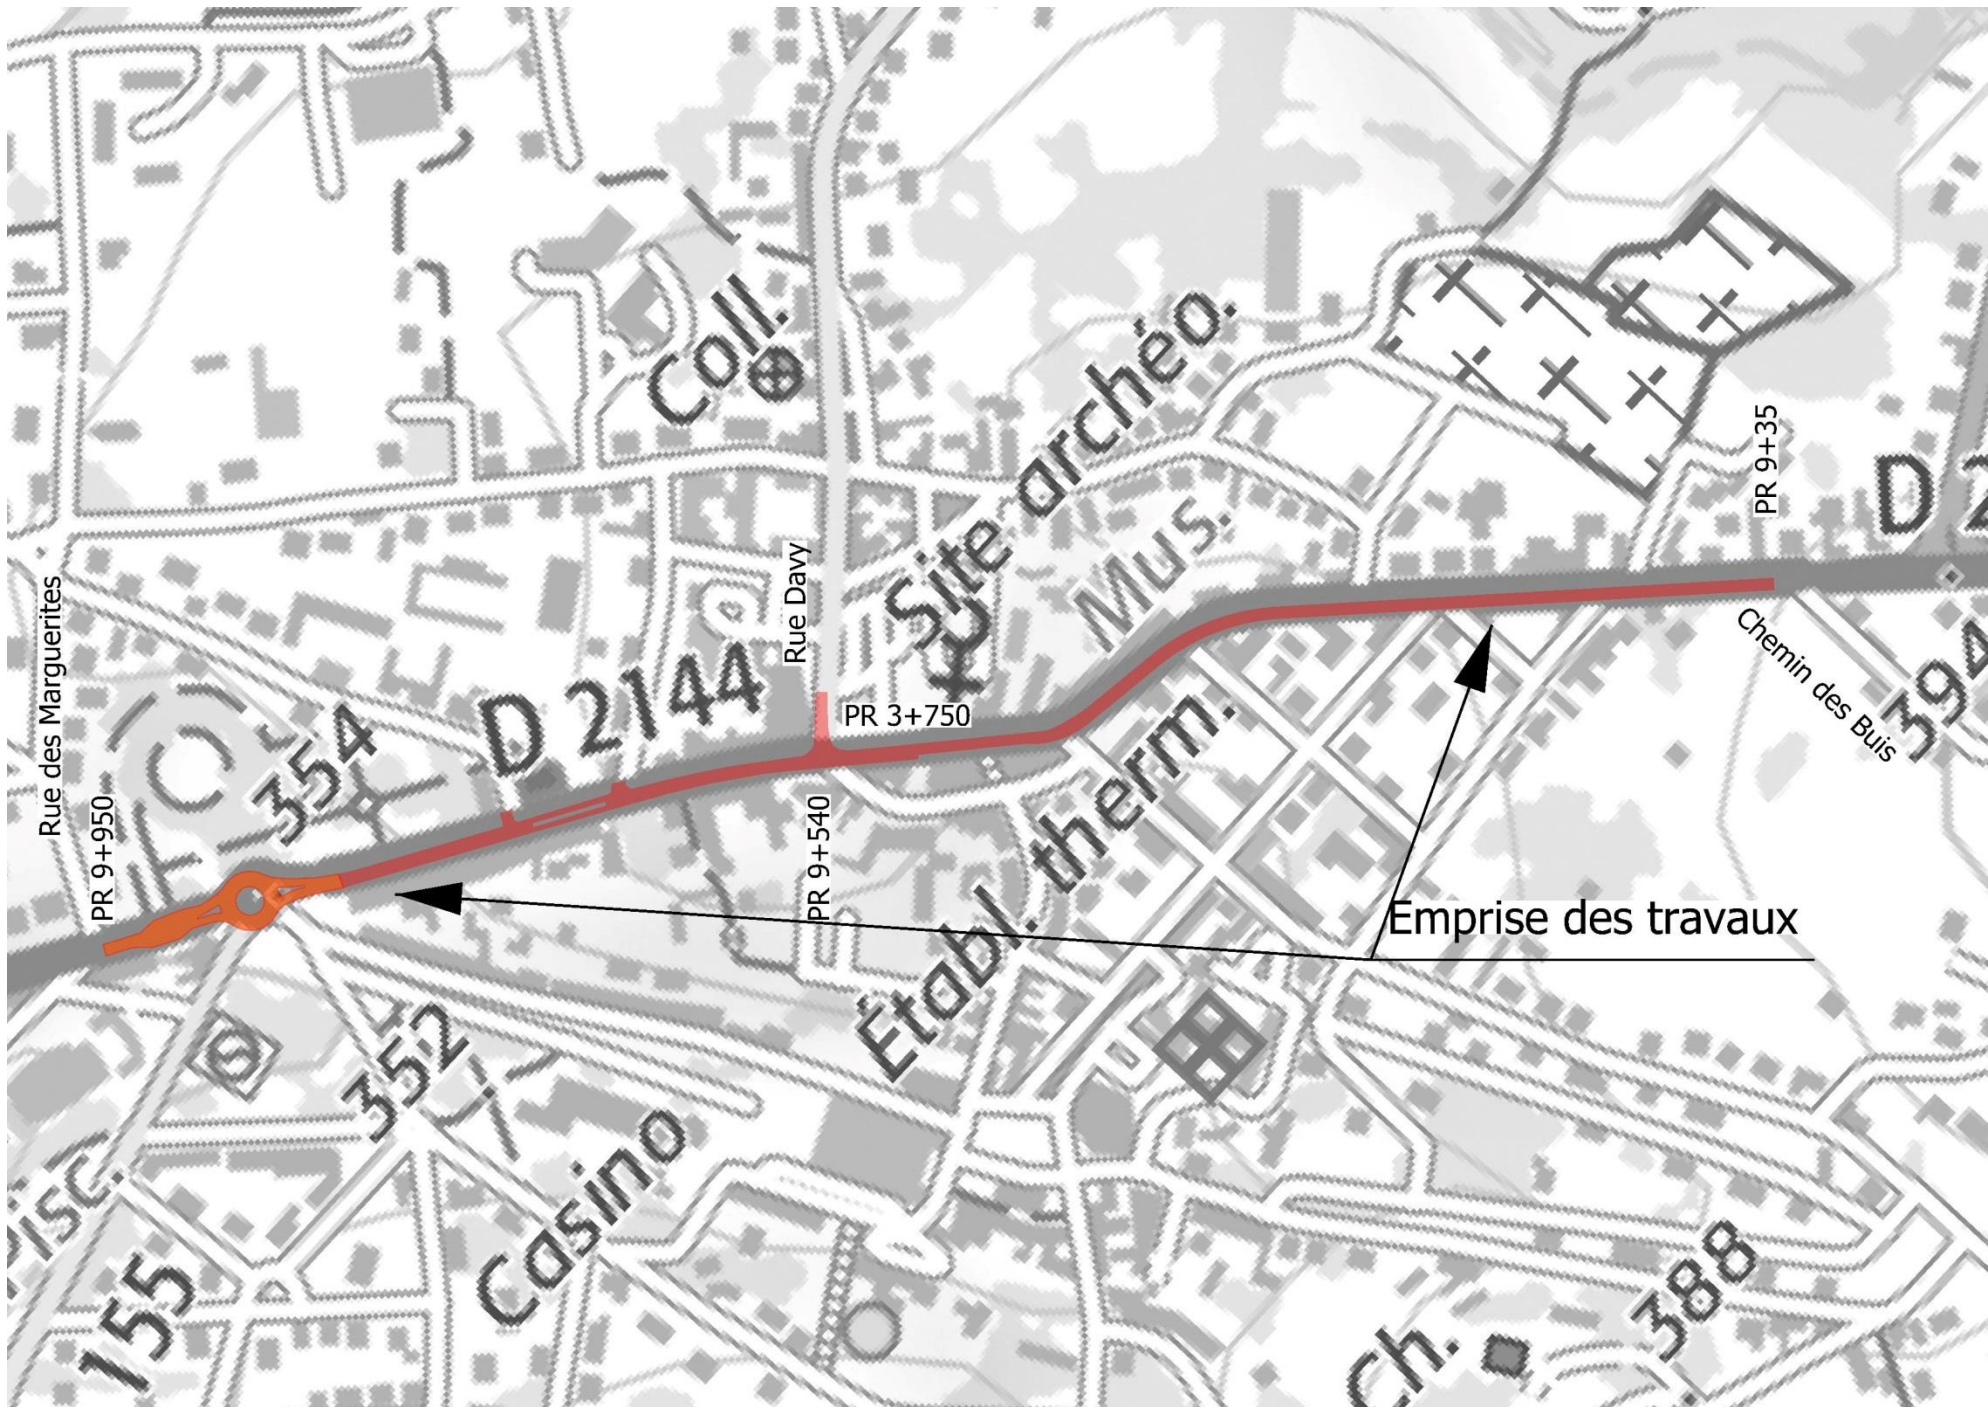 Coll.
Site archéo.
Mus.
PR 9+35
D 2
Rue des Marguerites
Rue Davy
D 2144
PR 3+750
Chemin des Buis
394
354
PR 9+950
PR 9+540
Établ. therm.
Emprise des travaux
352
Casino
isc.
155
388
Ch.